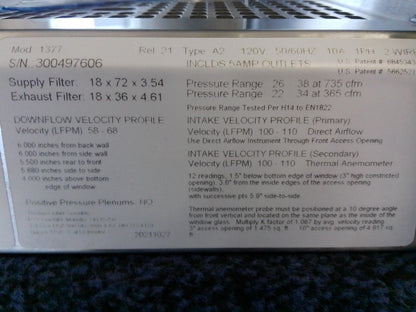 Mod 1377 Rel 21 Type A2 120V 50/60HZ 10A 1PH 2 WIRE
S/N..300497606 INCLDS 5AMP OUTLETS U.S. Patent #
U.S. Patent #
Supply Filter: 18 x 72 x 3.54 Pressure Range 26 38 at 735 cfm
Exhaust Filter: 18 x 36 x 4.61 Pressure Range 22 34 at 365 cfm
Pressure Range Tested Per H14 to EN1822
DOWNFLOW VELOCITY PROFILE
Velocity (LFPM) 58 - 68
6.000 inches from back wall
6.000 inches from side wall
5.500 inches rear to front
5.880 inches side to side
4.000 inches above bottom
edge of window
Positive Pressure Plenums, NO
20211027
INTAKE VELOCITY PROFILE (Primary)
Velocity (LFPM) 100 - 110 Direct Airflow
Use Direct Airflow Instrument Through Front Access Opening
INTAKE VELOCITY PROFILE (Secondary)
Velocity (LFPM) 100 - 110 Thermal Anemometer
12 readings, 1.5" below bottom edge of window (3" high constricted
opening), 3.0" from the inside edges of the access opening
(sidewalls),
with successive pts 5.9" side-to-side.
Thermal anemometer probe must be positioned at a 10 degree angle
from front vertical and located on the same plane as the inside of the
window glass. Multiply K factor of 1.067 by avg. velocity reading.
3" access opening of 1.475 sq. ft. 10" access opening of 4.917 sq.
ft.